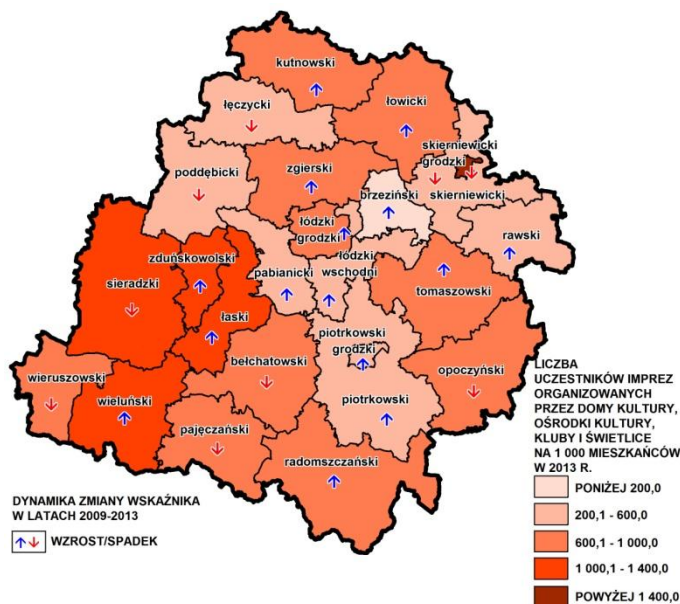 kutnowski
łęczycki
łowicki
skierniewicki
grodzki
poddębicki
zgierski
brzeziński
skierniewicki
łódzki
grodzki
rawski
zduńskowolski
łódzki
wschodni
sieradzki
pabianicki
tomaszowski
łaski
piotrkowski
grodzki
bełchatowski
wieruszowski
opoczyński
wieluński
piotrkowski
pajęczański
radomszczański
LICZBA
UCZESTNIKÓW IMPREZ
ORGANIZOWANYCH
PRZEZ DOMY KULTURY,
OŚRODKI KULTURY,
KLUBY I ŚWIETLICE
NA 1 000 MIESZKAŃCÓW
W 2013 R.
PONIŻEJ 200,0
200,1 - 600,0
600,1 - 1 000,0
1 000,1 - 1 400,0
POWYŻEJ 1 400,0
DYNAMIKA ZMIANY WSKAŹNIKA
W LATACH 2009-2013
WZROST/SPADEK